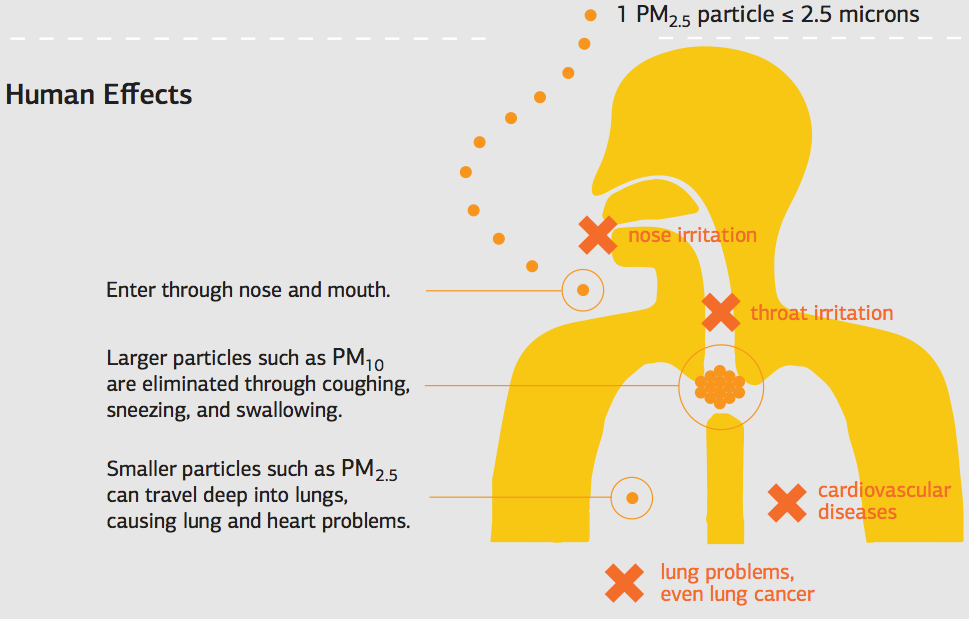 1 PM2.5 particle ≤ 2.5 microns
Human Effects
nose irritation
Enter through nose and mouth.
throat irritation
Larger particles such as PM10
are eliminated through coughing,
sneezing, and swallowing.
Smaller particles such as PM2.5
can travel deep into lungs,
causing lung and heart problems.
cardiovascular
diseases
lung problems,
even lung cancer